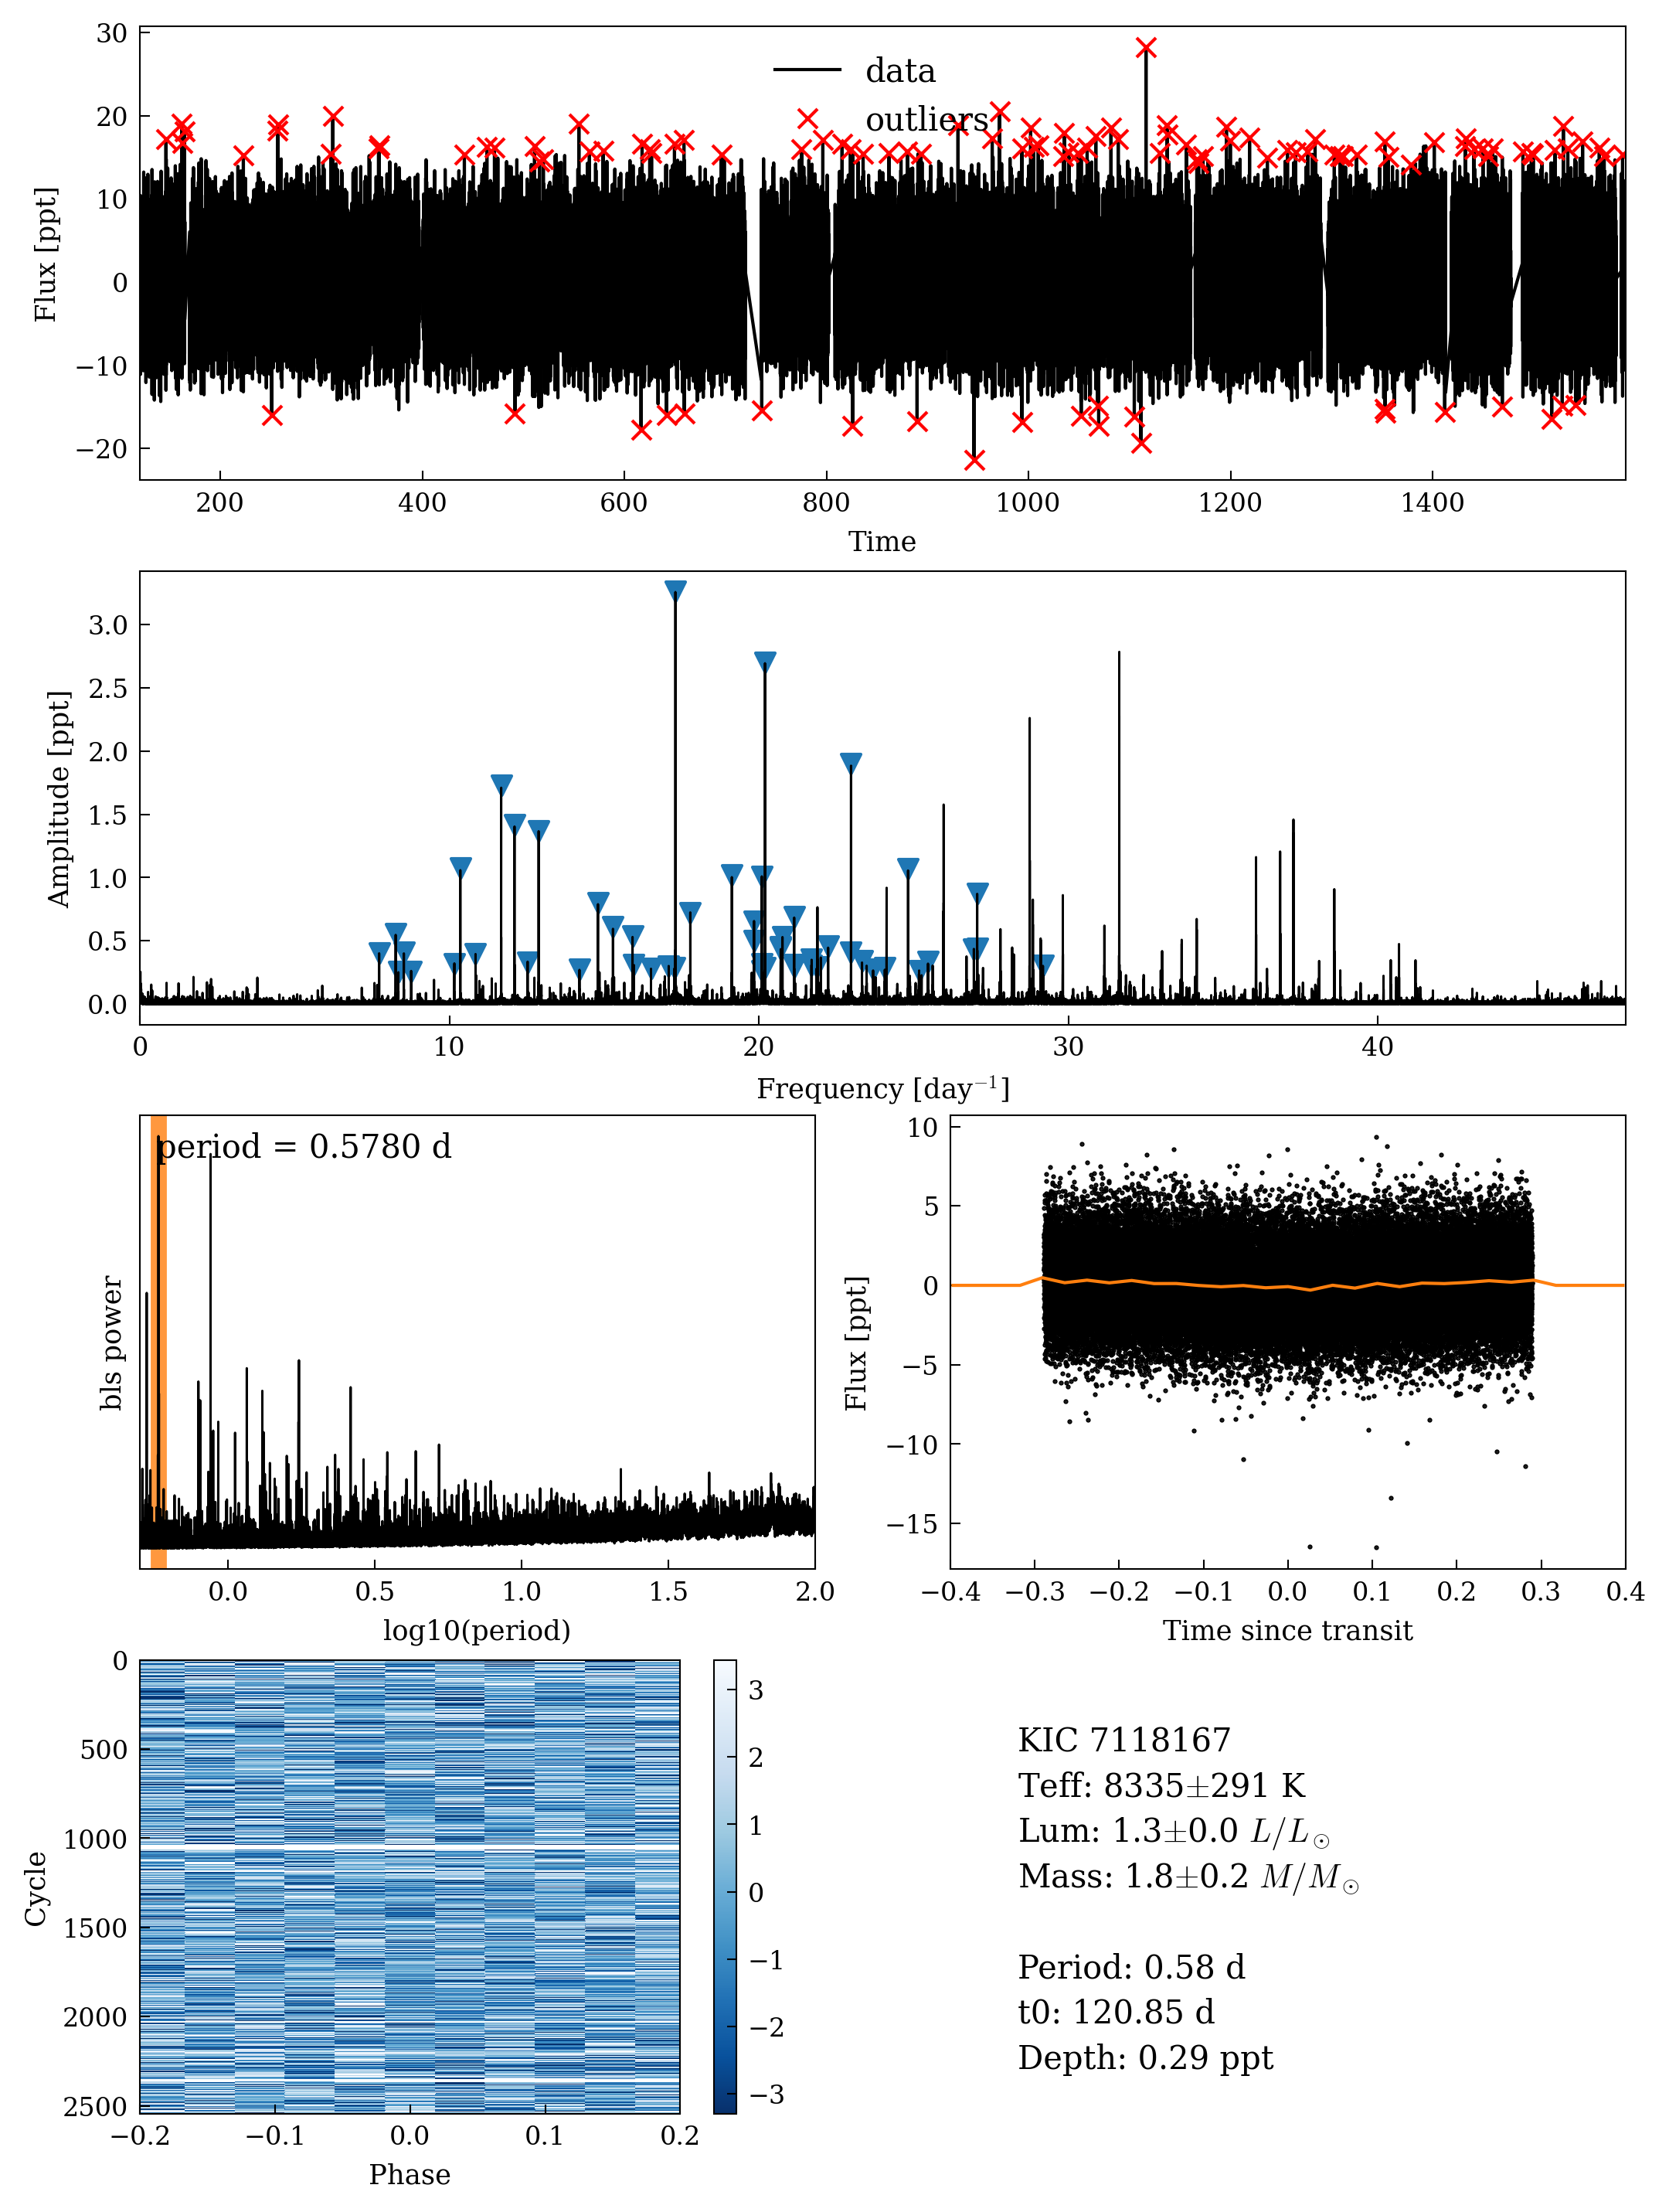 30
20
10
0
−10
−20
Flux [ppt]
data
outliers
200 400 600 800 1000 1200 1400
Time
3.0
2.5
2.0
1.5
1.0
0.5
0.0
Amplitude [ppt]
0 10 20 30 40
Frequency [day⁻¹]
period = 0.5780 d
bls power
0.0 0.5 1.0 1.5 2.0
log10(period)
10
5
0
−5
−10
−15
Flux [ppt]
−0.4 −0.3 −0.2 −0.1 0.0 0.1 0.2 0.3 0.4
Time since transit
0
500
1000
1500
2000
2500
Cycle
−0.2 −0.1 0.0 0.1 0.2
Phase
3
2
1
0
−1
−2
−3
KIC 7118167
Teff: 8335±291 K
Lum: 1.3±0.0 L/L⊙
Mass: 1.8±0.2 M/M⊙
Period: 0.58 d
t0: 120.85 d
Depth: 0.29 ppt